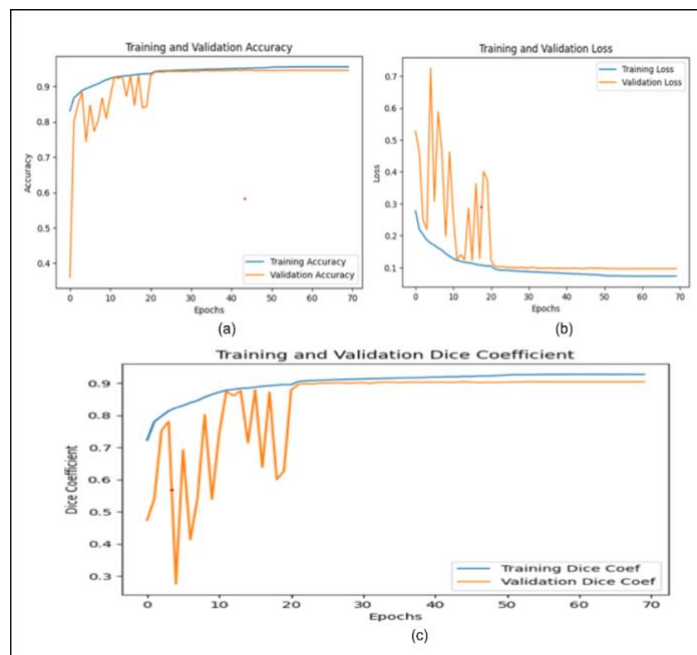 Training and Validation Accuracy
Accuracy
0.9
0.8
0.7
0.6
0.5
0.4
0 10 20 30 40 50 60 70
Epochs
Training Accuracy
Validation Accuracy
(a)
Training and Validation Loss
Loss
0.7
0.6
0.5
0.4
0.3
0.2
0.1
0 10 20 30 40 50 60 70
Epochs
Training Loss
Validation Loss
(b)
Training and Validation Dice Coefficient
Dice Coefficient
0.9
0.8
0.7
0.6
0.5
0.4
0.3
0 10 20 30 40 50 60 70
Epochs
Training Dice Coef
Validation Dice Coef
(c)